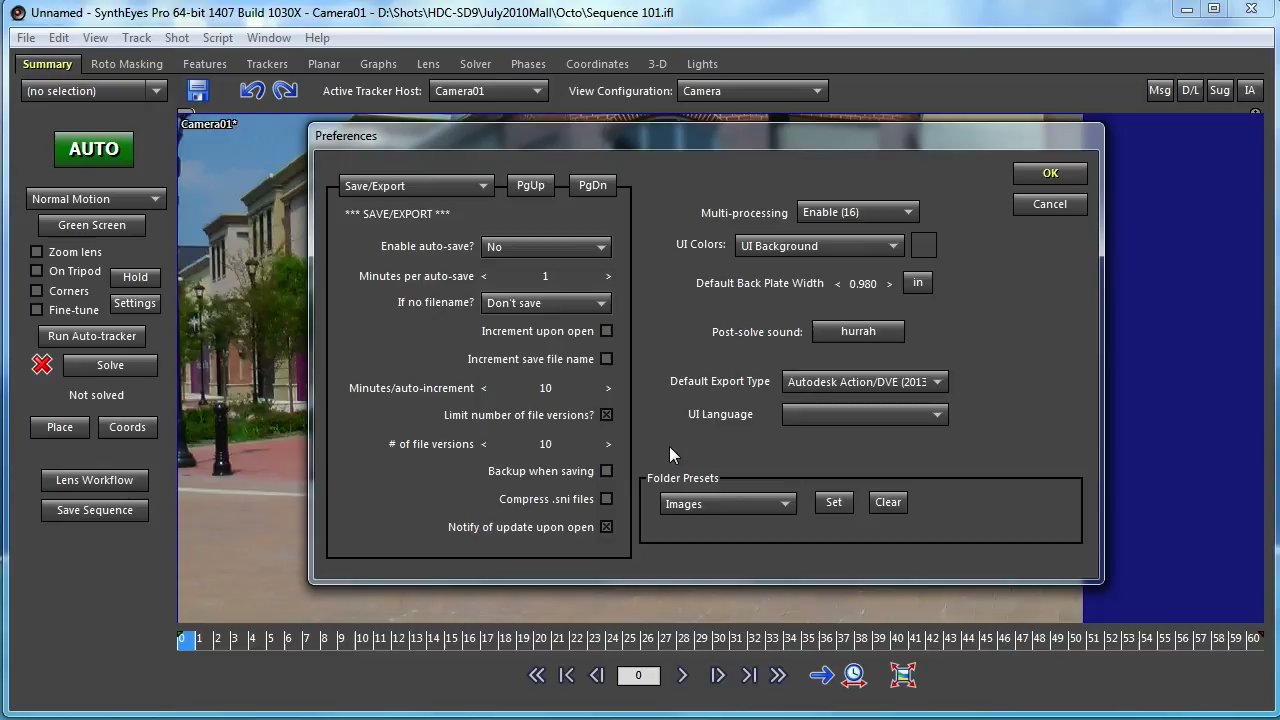 Unnamed - SynthEyes Pro 64-bit 1407 Build 1030X - Camera01 - D:\Shots\HDC-SD9\July2010Mall\Octo\Sequence 101.ifl
File Edit View Track Shot Script Window Help
Summary Roto Masking Features Trackers Planar Graphs Lens Solver Phases Coordinates 3-D Lights
(no selection) Active Tracker Host: Camera01 View Configuration: Camera Msg D/L Sug IA
Camera01*
AUTO
Normal Motion
Green Screen
Zoom lens
On Tripod Hold
Corners
Fine-tune Settings
Run Auto-tracker
Solve
Not solved
Place Coords
Lens Workflow
Save Sequence
Preferences
Save/Export PgUp PgDn
*** SAVE/EXPORT ***
Enable auto-save? No
Minutes per auto-save < 1 >
If no filename? Don't save
Increment upon open
Increment save file name
Minutes/auto-increment < 10 >
Limit number of file versions?
# of file versions < 10 >
Backup when saving
Compress .sni files
Notify of update upon open
OK
Cancel
Multi-processing Enable (16)
UI Colors: UI Background
Default Back Plate Width < 0.980 > in
Post-solve sound: hurrah
Default Export Type Autodesk Action/DVE (2013
UI Language
Folder Presets
Images Set Clear
0 1 2 3 4 5 6 7 8 9 10 11 12 13 14 15 16 17 18 19 20 21 22 23 24 25 26 27 28 29 30 31 32 33 34 35 36 37 38 39 40 41 42 43 44 45 46 47 48 49 50 51 52 53 54 55 56 57 58 59 60
0